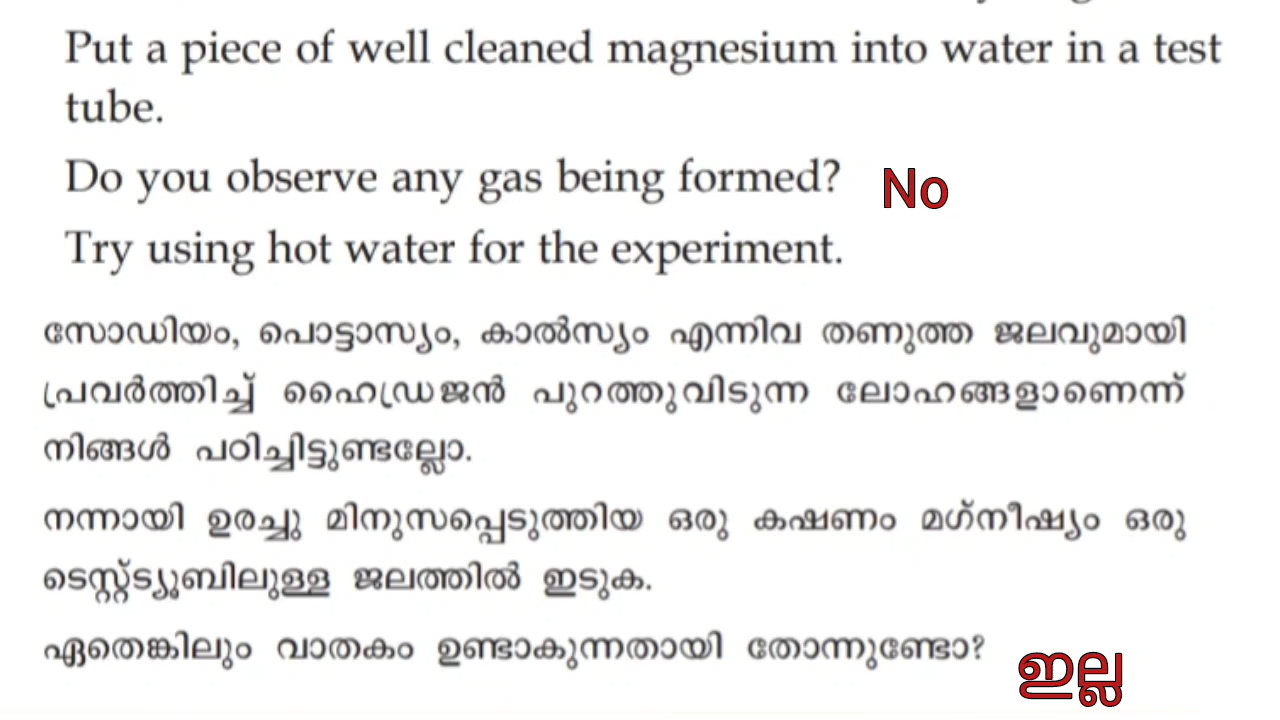 Put a piece of well cleaned magnesium into water in a test
tube.
Do you observe any gas being formed? No
Try using hot water for the experiment.
സോഡിയം, പൊട്ടാസ്യം, കാൽസ്യം എന്നിവ തണുത്ത ജലവുമായി
പ്രവർത്തിച്ച് ഹൈഡ്രജൻ പുറത്തുവിടുന്ന ലോഹങ്ങളാണെന്ന്
നിങ്ങൾ പഠിച്ചിട്ടുണ്ടല്ലോ.
നന്നായി ഉരച്ചു മിനുസപ്പെടുത്തിയ ഒരു കഷണം മഗ്നീഷ്യം ഒരു
ടെസ്റ്റ്ട്യൂബിലുള്ള ജലത്തിൽ ഇടുക.
ഏതെങ്കിലും വാതകം ഉണ്ടാകുന്നതായി തോന്നുണ്ടോ? ഇല്ല